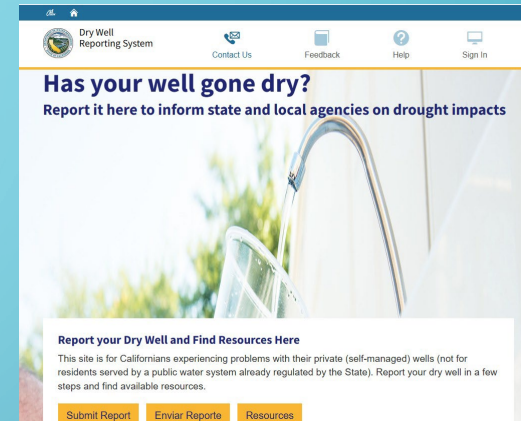 Dry Well
Reporting System
Contact Us
Feedback
Help
Sign In
Has your well gone dry?
Report it here to inform state and local agencies on drought impacts
Report your Dry Well and Find Resources Here
This site is for Californians experiencing problems with their private (self-managed) wells (not for
residents served by a public water system already regulated by the State). Report your dry well in a few
steps and find available resources.
Submit Report
Enviar Reporte
Resources